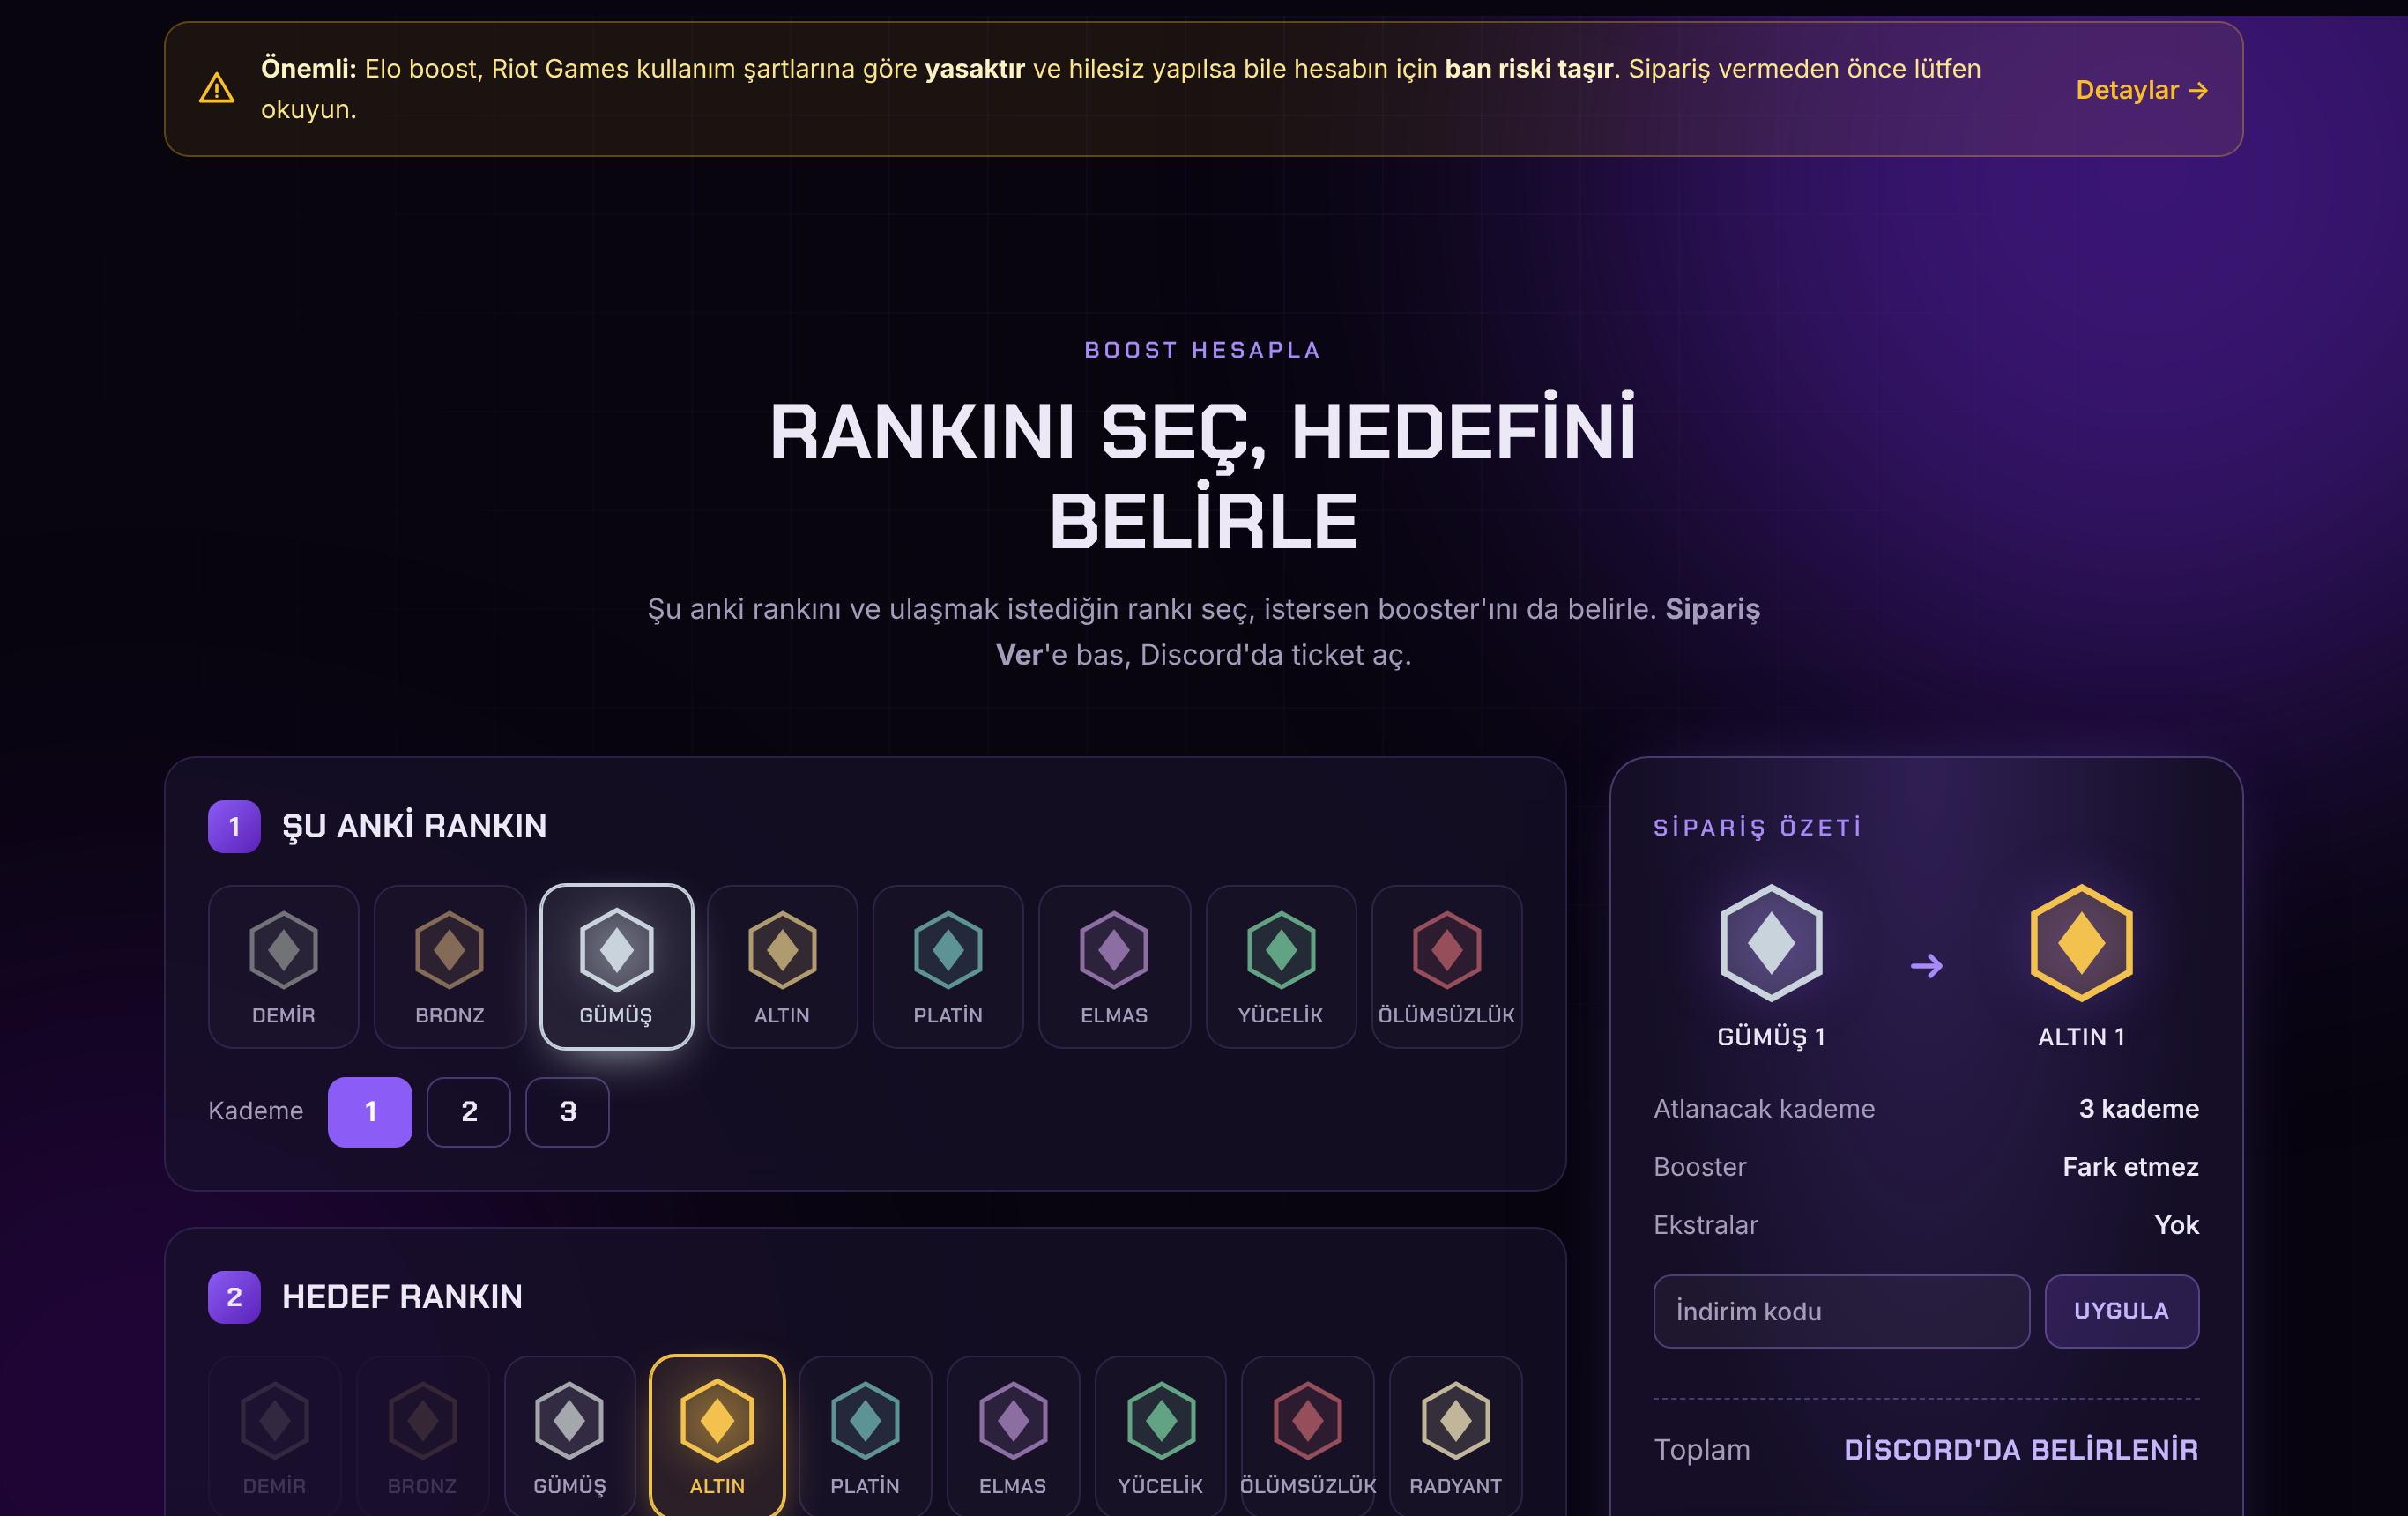 Önemli: Elo boost, Riot Games kullanım şartlarına göre yasaktır ve hilesiz yapılsa bile hesabın için ban riski taşır. Sipariş vermeden önce lütfen
okuyun.
Detaylar →
BOOST HESAPLA
RANKINI SEÇ, HEDEFİNİ
BELİRLE
Şu anki rankını ve ulaşmak istediğin rankı seç, istersen booster'ını da belirle. Sipariş
Ver'e bas, Discord'da ticket aç.
1 ŞU ANKİ RANKIN
DEMİR BRONZ GÜMÜŞ ALTIN PLATİN ELMAS YÜCELİK ÖLÜMSÜZLÜK
Kademe 1 2 3
2 HEDEF RANKIN
DEMİR BRONZ GÜMÜŞ ALTIN PLATİN ELMAS YÜCELİK ÖLÜMSÜZLÜK RADYANT
SİPARİŞ ÖZETİ
GÜMÜŞ 1 → ALTIN 1
Atlanacak kademe 3 kademe
Booster Fark etmez
Ekstralar Yok
İndirim kodu UYGULA
Toplam DİSCORD'DA BELİRLENİR